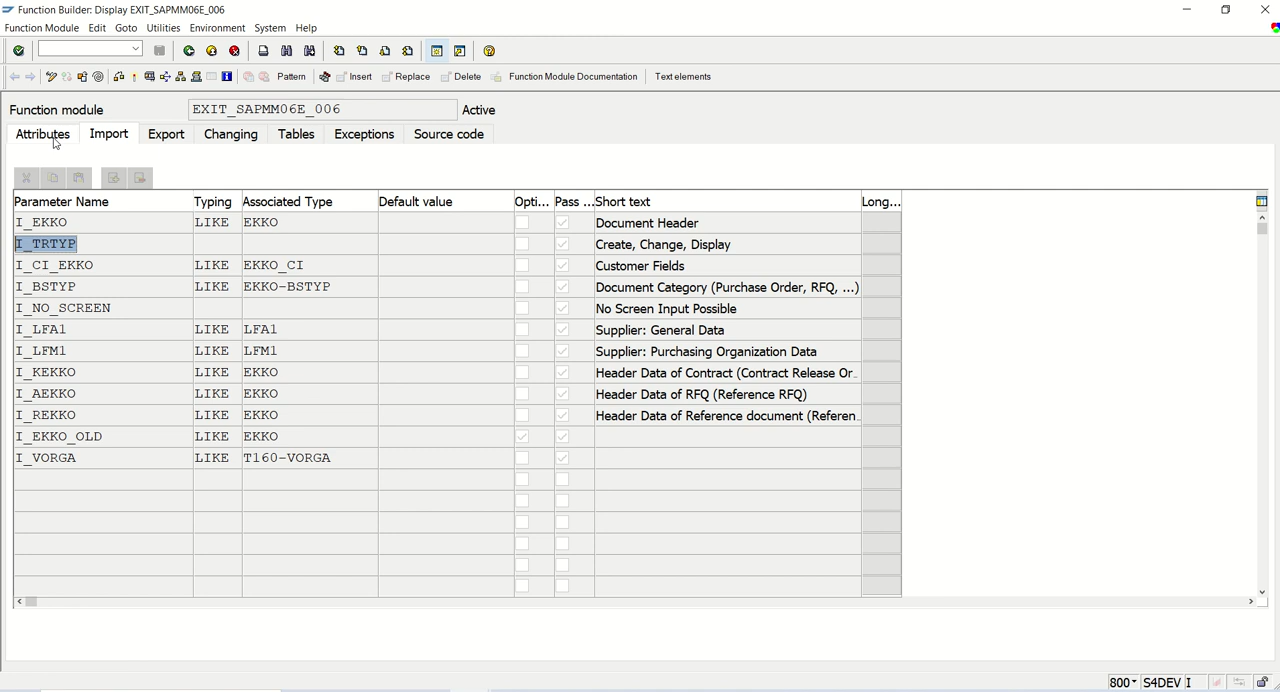 Function Builder: Display EXIT_SAPMM06E_006
Function Module Edit Goto Utilities Environment System Help
Pattern Insert Replace Delete Function Module Documentation Text elements
Function module EXIT_SAPMM06E_006 Active
Attributes Import Export Changing Tables Exceptions Source code
Parameter Name Typing Associated Type Default value Opti... Pass ... Short text Long...
I_EKKO LIKE EKKO Document Header
I_TRTYP Create, Change, Display
I_CI_EKKO LIKE EKKO_CI Customer Fields
I_BSTYP LIKE EKKO-BSTYP Document Category (Purchase Order, RFQ, ...)
I_NO_SCREEN No Screen Input Possible
I_LFA1 LIKE LFA1 Supplier: General Data
I_LFM1 LIKE LFM1 Supplier: Purchasing Organization Data
I_KEKKO LIKE EKKO Header Data of Contract (Contract Release Or
I_AEKKO LIKE EKKO Header Data of RFQ (Reference RFQ)
I_REKKO LIKE EKKO Header Data of Reference document (Referen
I_EKKO_OLD LIKE EKKO
I_VORGA LIKE T160-VORGA
800 S4DEV I